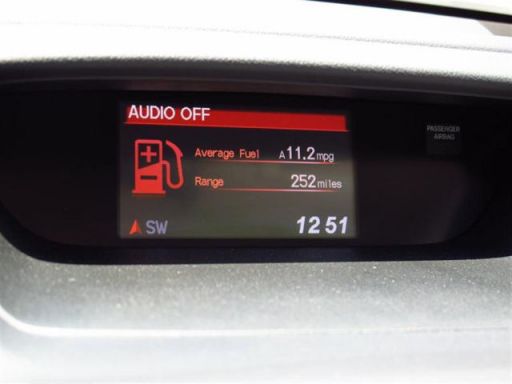 AUDIO OFF
PASSENGER
AIRBAG
Average Fuel A11.2mpg
Range 252miles
SW 12 51